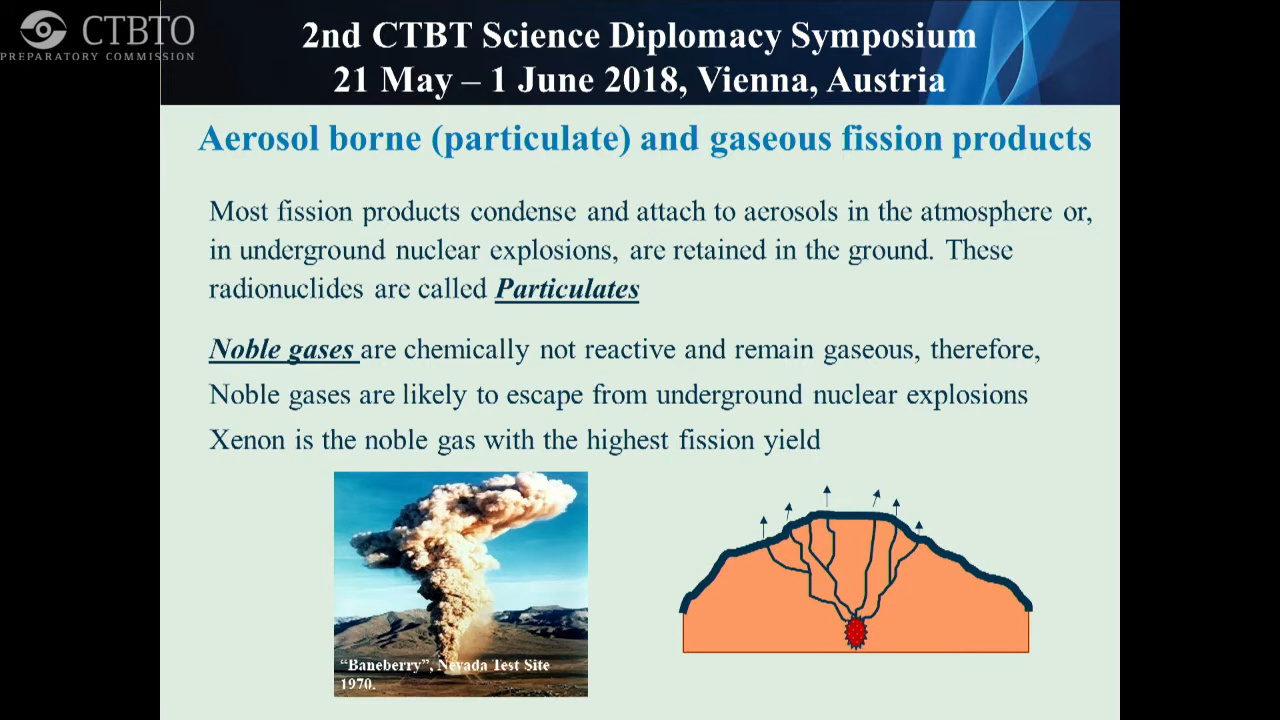 CTBTO
PREPARATORY COMMISSION
2nd CTBT Science Diplomacy Symposium
21 May – 1 June 2018, Vienna, Austria
Aerosol borne (particulate) and gaseous fission products
Most fission products condense and attach to aerosols in the atmosphere or,
in underground nuclear explosions, are retained in the ground. These
radionuclides are called Particulates
Noble gases are chemically not reactive and remain gaseous, therefore,
Noble gases are likely to escape from underground nuclear explosions
Xenon is the noble gas with the highest fission yield
“Baneberry”, Nevada Test Site
1970.